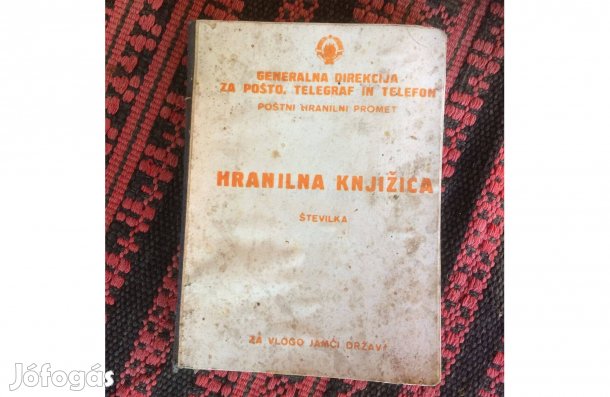 GENERALNA DIREKCIJA
ZA POŠTO, TELEGRAF IN TELEFON
POŠTNI HRANILNI PROMET
HRANILNA KNJIŽICA
ŠTEVILKA
ZA VLOGO JAMČI DRŽAVA
Jófogás